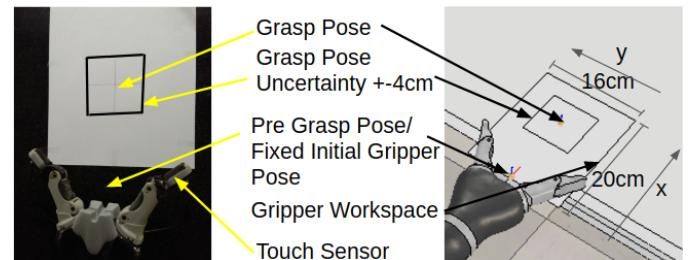 Grasp Pose
Grasp Pose
Uncertainty +-4cm
Pre Grasp Pose/
Fixed Initial Gripper
Pose
Gripper Workspace
Touch Sensor
y
16cm
20cm
x